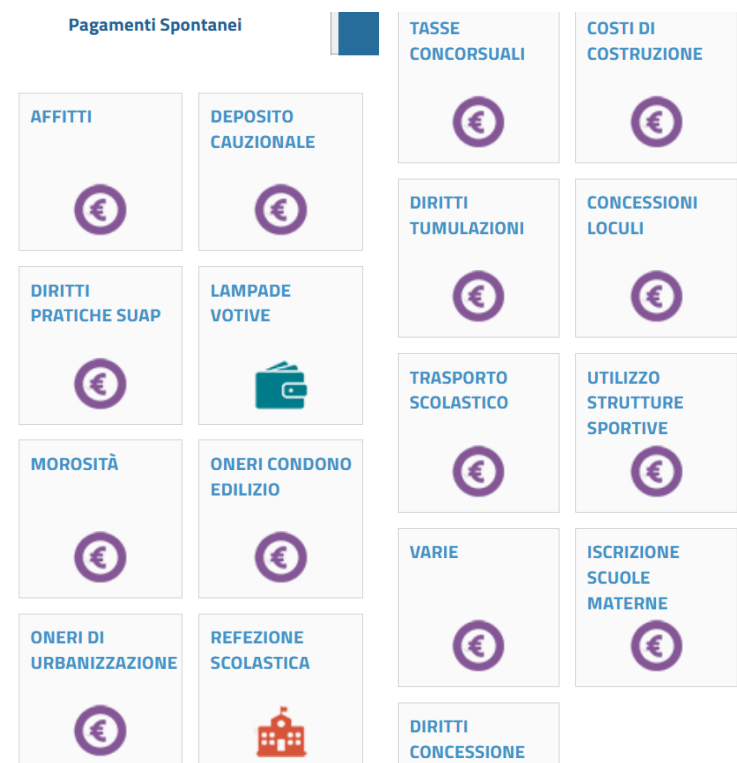 Pagamenti Spontanei
AFFITTI
DEPOSITO
CAUZIONALE
DIRITTI
PRATICHE SUAP
LAMPADE
VOTIVE
MOROSITÀ
ONERI CONDONO
EDILIZIO
ONERI DI
URBANIZZAZIONE
REFEZIONE
SCOLASTICA
TASSE
CONCORSUALI
COSTI DI
COSTRUZIONE
DIRITTI
TUMULAZIONI
CONCESSIONI
LOCULI
TRASPORTO
SCOLASTICO
UTILIZZO
STRUTTURE
SPORTIVE
VARIE
ISCRIZIONE
SCUOLE
MATERNE
DIRITTI
CONCESSIONE